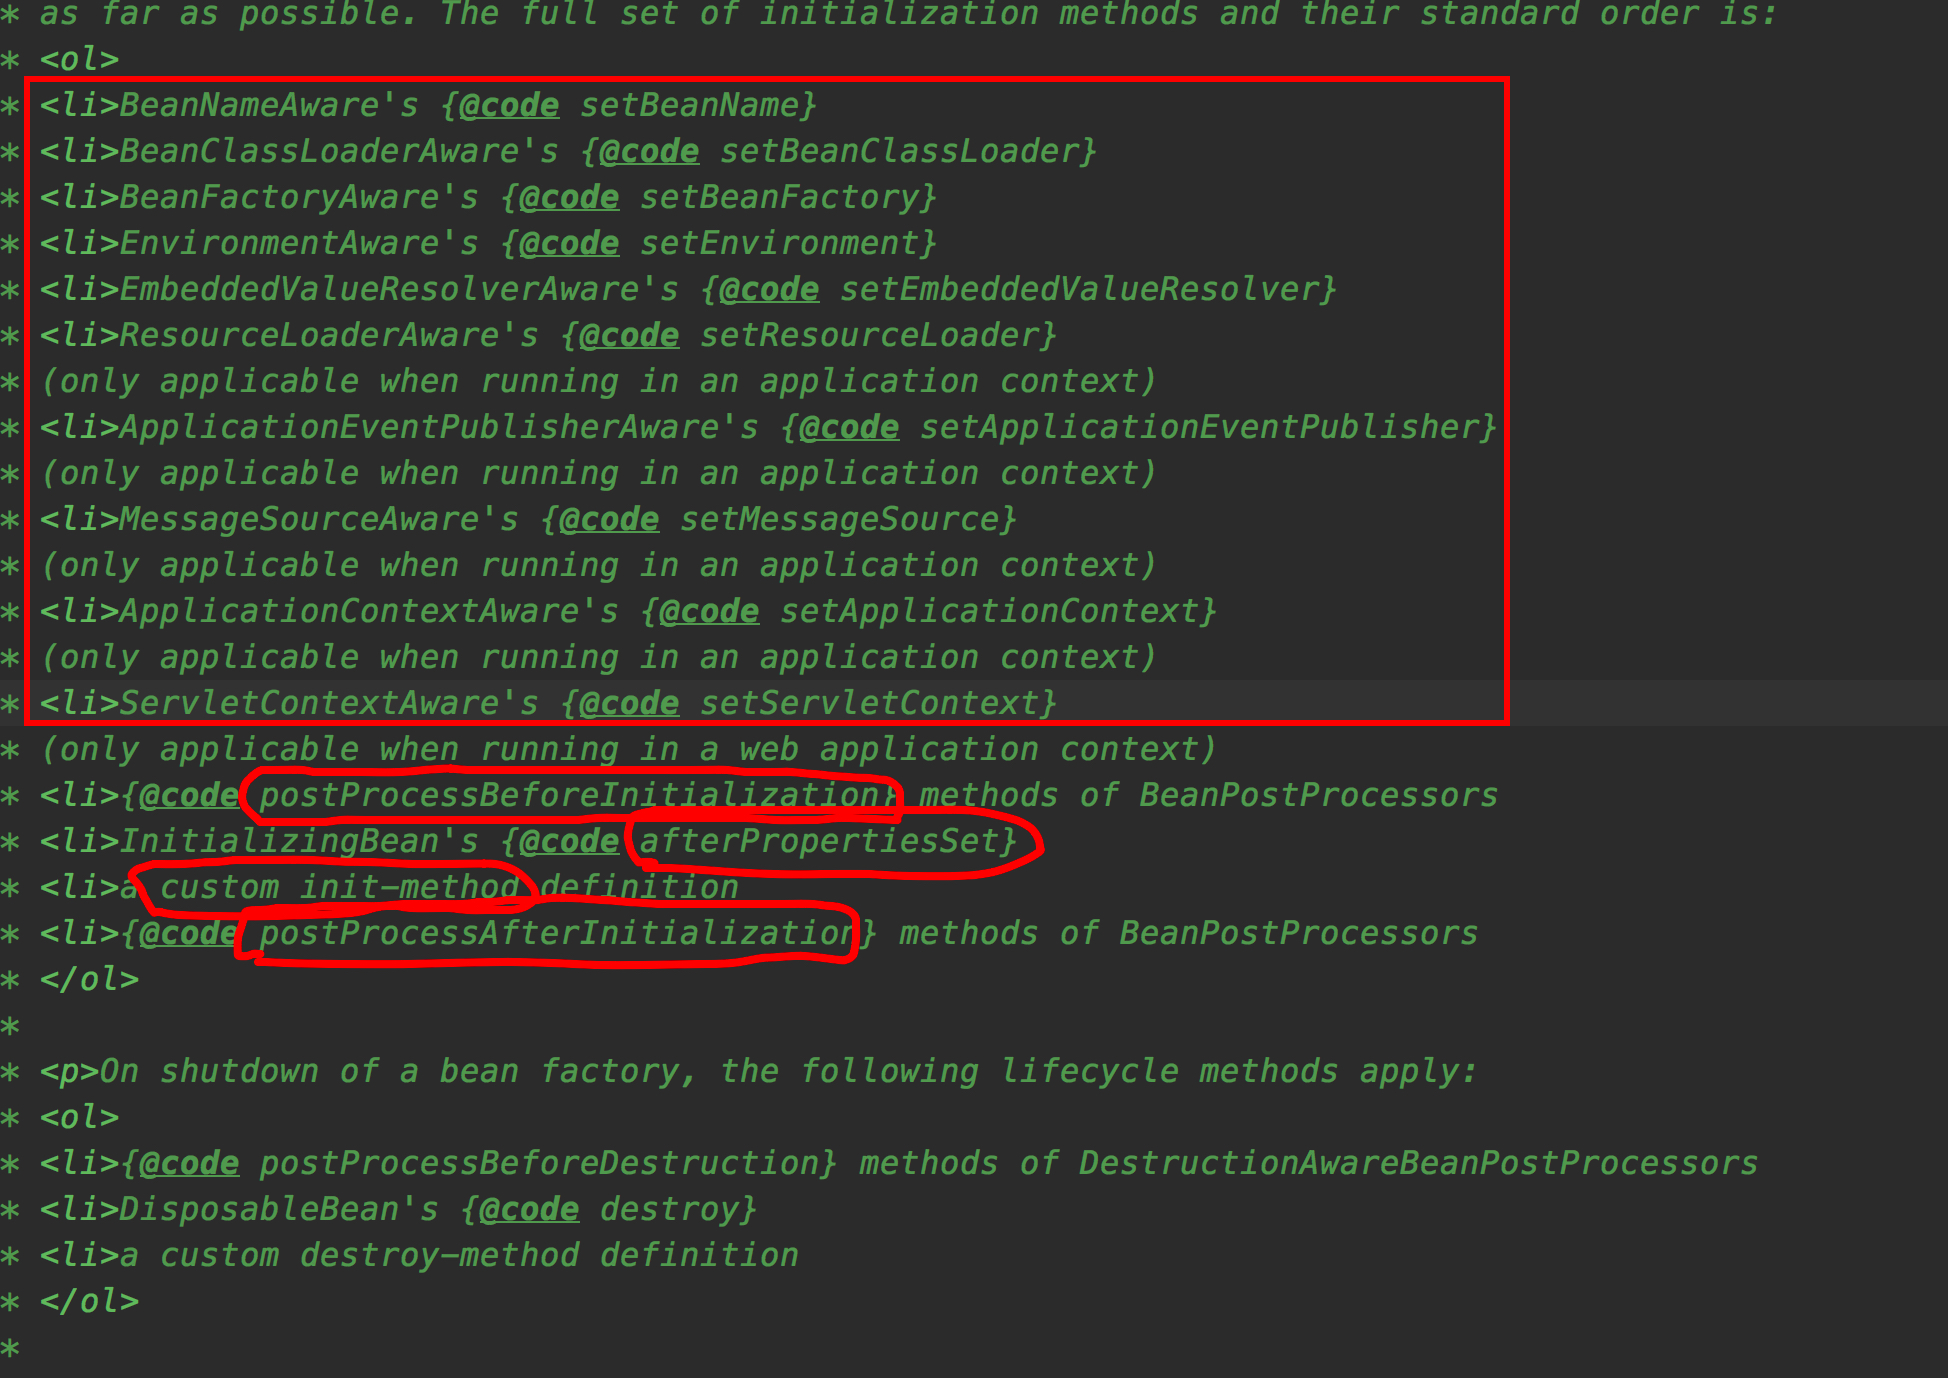 * as far as possible. The full set of initialization methods and their standard order is:
* <ol>
* <li>BeanNameAware's {@code setBeanName}
* <li>BeanClassLoaderAware's {@code setBeanClassLoader}
* <li>BeanFactoryAware's {@code setBeanFactory}
* <li>EnvironmentAware's {@code setEnvironment}
* <li>EmbeddedValueResolverAware's {@code setEmbeddedValueResolver}
* <li>ResourceLoaderAware's {@code setResourceLoader}
* (only applicable when running in an application context)
* <li>ApplicationEventPublisherAware's {@code setApplicationEventPublisher}
* (only applicable when running in an application context)
* <li>MessageSourceAware's {@code setMessageSource}
* (only applicable when running in an application context)
* <li>ApplicationContextAware's {@code setApplicationContext}
* (only applicable when running in an application context)
* <li>ServletContextAware's {@code setServletContext}
* (only applicable when running in a web application context)
* <li>{@code postProcessBeforeInitialization} methods of BeanPostProcessors
* <li>InitializingBean's {@code afterPropertiesSet}
* <li>a custom init-method definition
* <li>{@code postProcessAfterInitialization} methods of BeanPostProcessors
* </ol>
*
* <p>On shutdown of a bean factory, the following lifecycle methods apply:
* <ol>
* <li>{@code postProcessBeforeDestruction} methods of DestructionAwareBeanPostProcessors
* <li>DisposableBean's {@code destroy}
* <li>a custom destroy-method definition
* </ol>
*